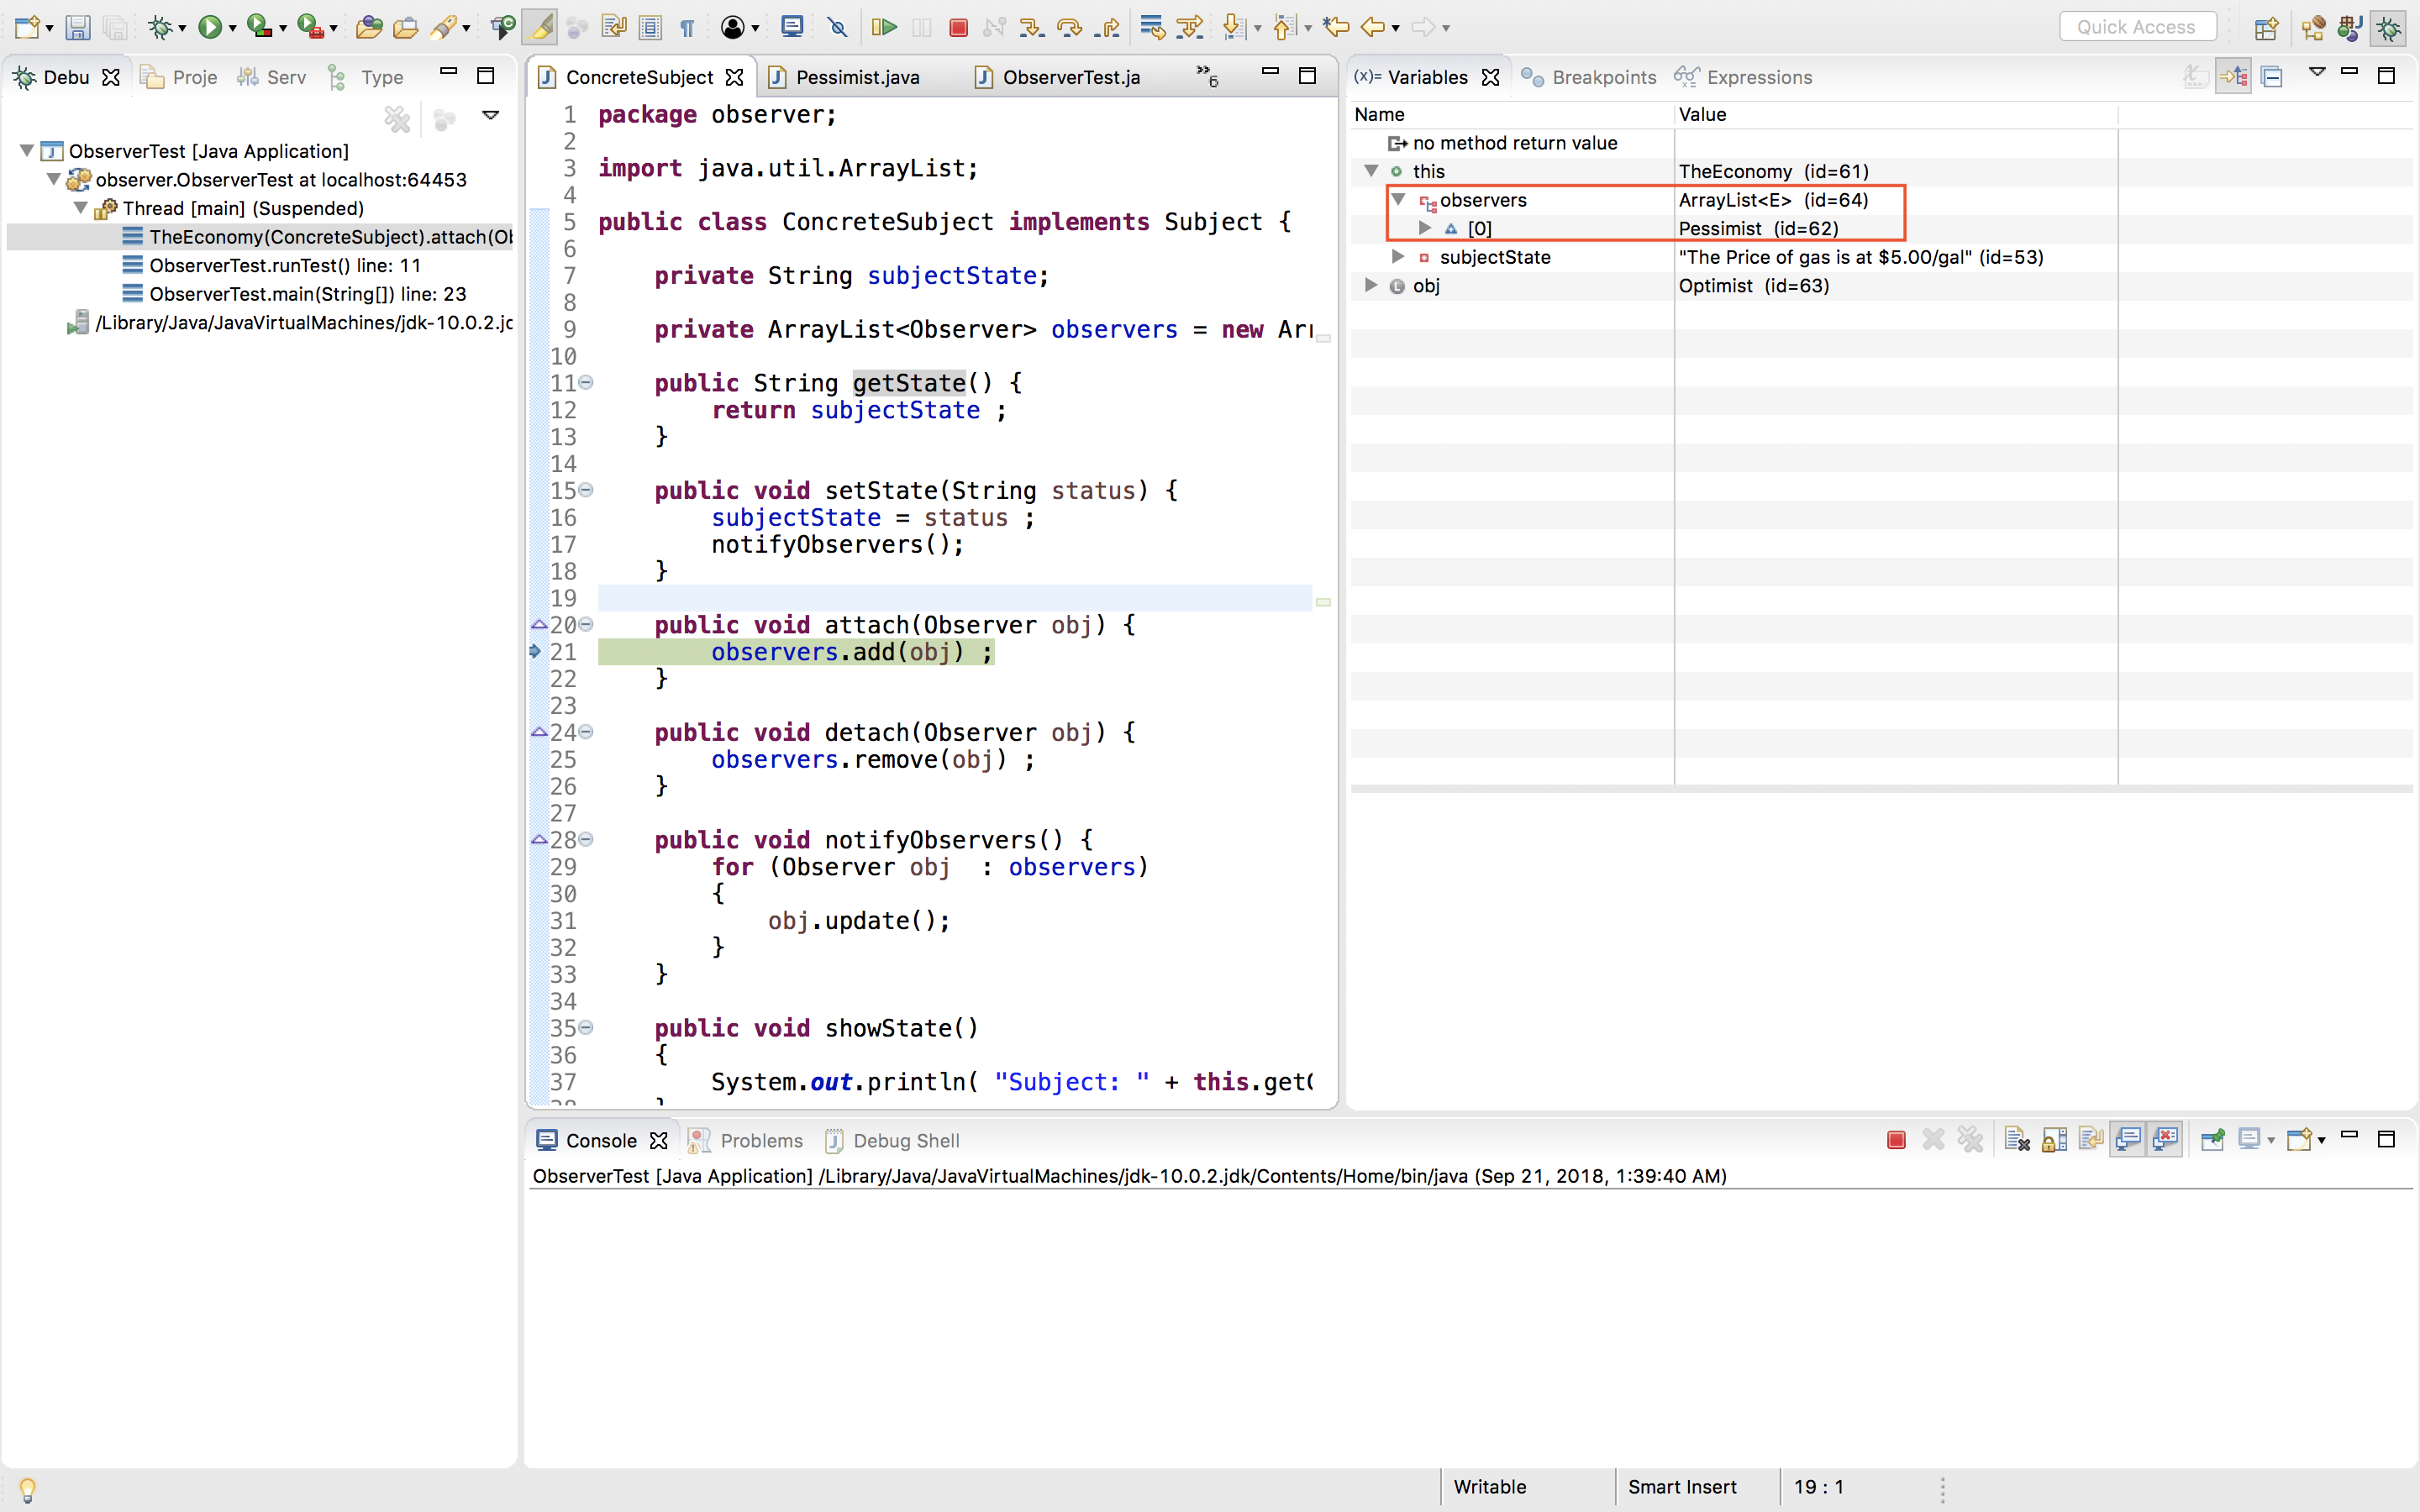 Quick Access
Debu
Proje
Serv
Type
ObserverTest [Java Application]
observer.ObserverTest at localhost:64453
Thread [main] (Suspended)
TheEconomy(ConcreteSubject).attach(Ol
ObserverTest.runTest() line: 11
ObserverTest.main(String[]) line: 23
/Library/Java/JavaVirtualMachines/jdk-10.0.2.jc
ConcreteSubject
Pessimist.java
ObserverTest.ja
»6
1 package observer;
2
3 import java.util.ArrayList;
4
5 public class ConcreteSubject implements Subject {
6
7 private String subjectState;
8
9 private ArrayList<Observer> observers = new Arr
10
11 public String getState() {
12 return subjectState ;
13 }
14
15 public void setState(String status) {
16 subjectState = status ;
17 notifyObservers();
18 }
19
20 public void attach(Observer obj) {
21 observers.add(obj) ;
22 }
23
24 public void detach(Observer obj) {
25 observers.remove(obj) ;
26 }
27
28 public void notifyObservers() {
29 for (Observer obj  : observers)
30 {
31 obj.update();
32 }
33 }
34
35 public void showState()
36 {
37 System.out.println( "Subject: " + this.get
(x)= Variables
Breakpoints
Expressions
Name Value
no method return value
this TheEconomy (id=61)
observers ArrayList<E> (id=64)
[0] Pessimist (id=62)
subjectState "The Price of gas is at $5.00/gal" (id=53)
obj Optimist (id=63)
Console
Problems
Debug Shell
ObserverTest [Java Application] /Library/Java/JavaVirtualMachines/jdk-10.0.2.jdk/Contents/Home/bin/java (Sep 21, 2018, 1:39:40 AM)
Writable
Smart Insert
19 : 1